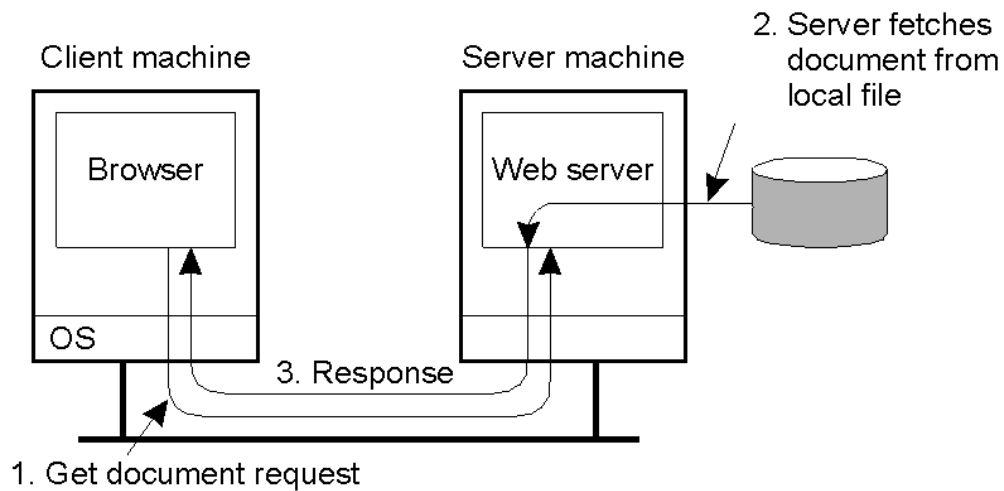 Client machine
Server machine
2. Server fetches
document from
local file
Browser
Web server
OS
3. Response
1. Get document request